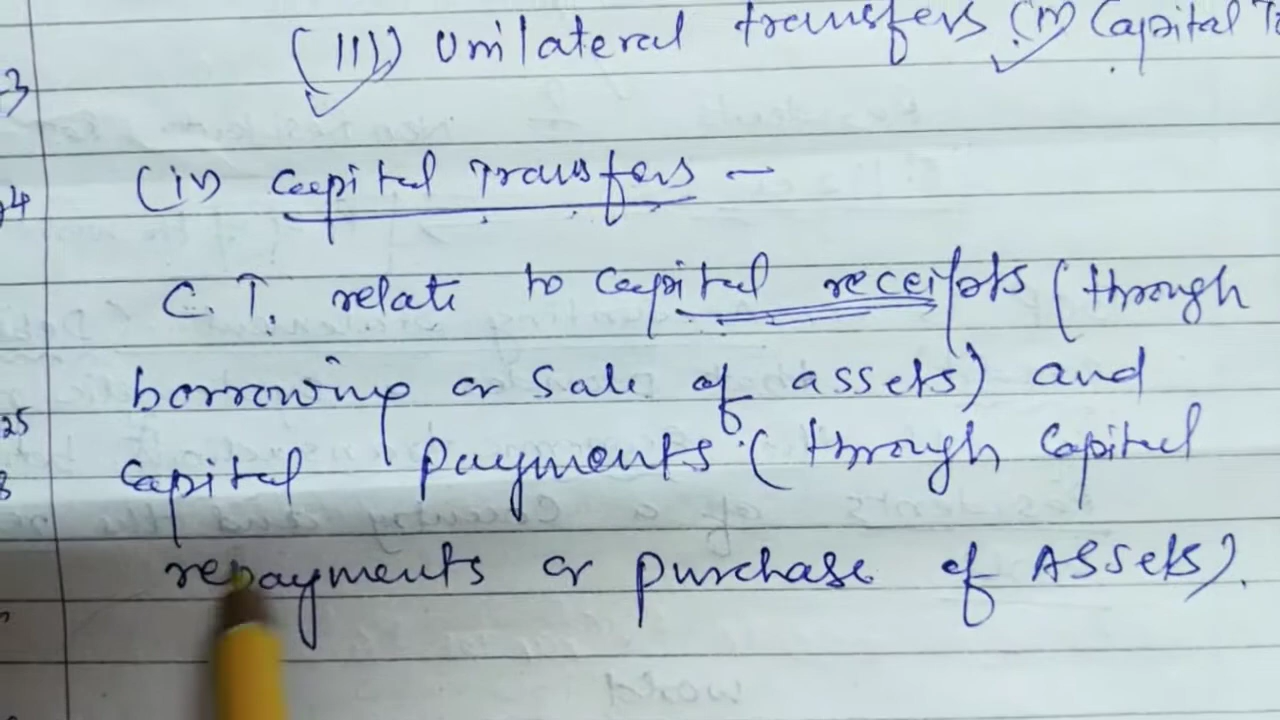 (III) Unilateral transfers (IV) Capital
(iv) Capital Transfers -
C.T. relate to Capital receipts (through
borrowing or Sale of assets) and
Capital Payments (through Capital
repayments or purchase of Assets).